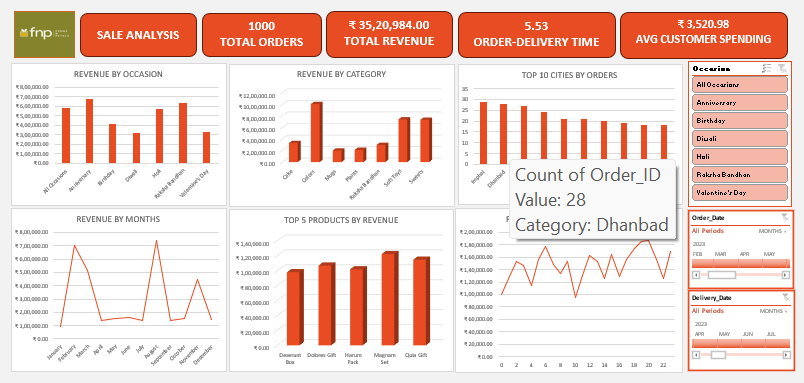 fnp
SALE ANALYSIS
1000
TOTAL ORDERS
₹ 35,20,984.00
TOTAL REVENUE
5.53
ORDER-DELIVERY TIME
₹ 3,520.98
AVG CUSTOMER SPENDING
REVENUE BY OCCASION
₹ 8,00,000.00
₹ 7,00,000.00
₹ 6,00,000.00
₹ 5,00,000.00
₹ 4,00,000.00
₹ 3,00,000.00
₹ 2,00,000.00
₹ 1,00,000.00
₹ 0.00
All Occasions
Anniversary
Birthday
Diwali
Holi
Raksha Bandhan
Valentine's Day
REVENUE BY CATEGORY
₹ 12,00,000.00
₹ 10,00,000.00
₹ 8,00,000.00
₹ 6,00,000.00
₹ 4,00,000.00
₹ 2,00,000.00
₹ 0.00
Cake
Colors
Mugs
Plants
Raksha Bandhan
Soft Toys
Sweets
TOP 10 CITIES BY ORDERS
35
30
25
20
15
10
5
0
Imphal
Dhanbad
Count of Order_ID
Value: 28
Category: Dhanbad
Occasion
All Occasions
Anniversary
Birthday
Diwali
Holi
Raksha Bandhan
Valentine's Day
REVENUE BY MONTHS
₹ 8,00,000.00
₹ 7,00,000.00
₹ 6,00,000.00
₹ 5,00,000.00
₹ 4,00,000.00
₹ 3,00,000.00
₹ 2,00,000.00
₹ 1,00,000.00
₹ 0.00
January
February
March
April
May
June
July
August
September
October
November
December
TOP 5 PRODUCTS BY REVENUE
₹ 1,40,000.00
₹ 1,20,000.00
₹ 1,00,000.00
₹ 80,000.00
₹ 60,000.00
₹ 40,000.00
₹ 20,000.00
₹ 0.00
Deserunt Box
Dolores Gift
Harum Pack
Magnam Set
Quia Gift
₹ 2,00,000.00
₹ 1,80,000.00
₹ 1,60,000.00
₹ 1,40,000.00
₹ 1,20,000.00
₹ 1,00,000.00
₹ 80,000.00
₹ 60,000.00
₹ 40,000.00
₹ 20,000.00
₹ 0.00
0 2 4 6 8 10 12 14 16 18 20 22
Order_Date
All Periods MONTHS
2023
FEB MAR APR MAY
Delivery_Date
All Periods MONTHS
2023
APR MAY JUN JUL